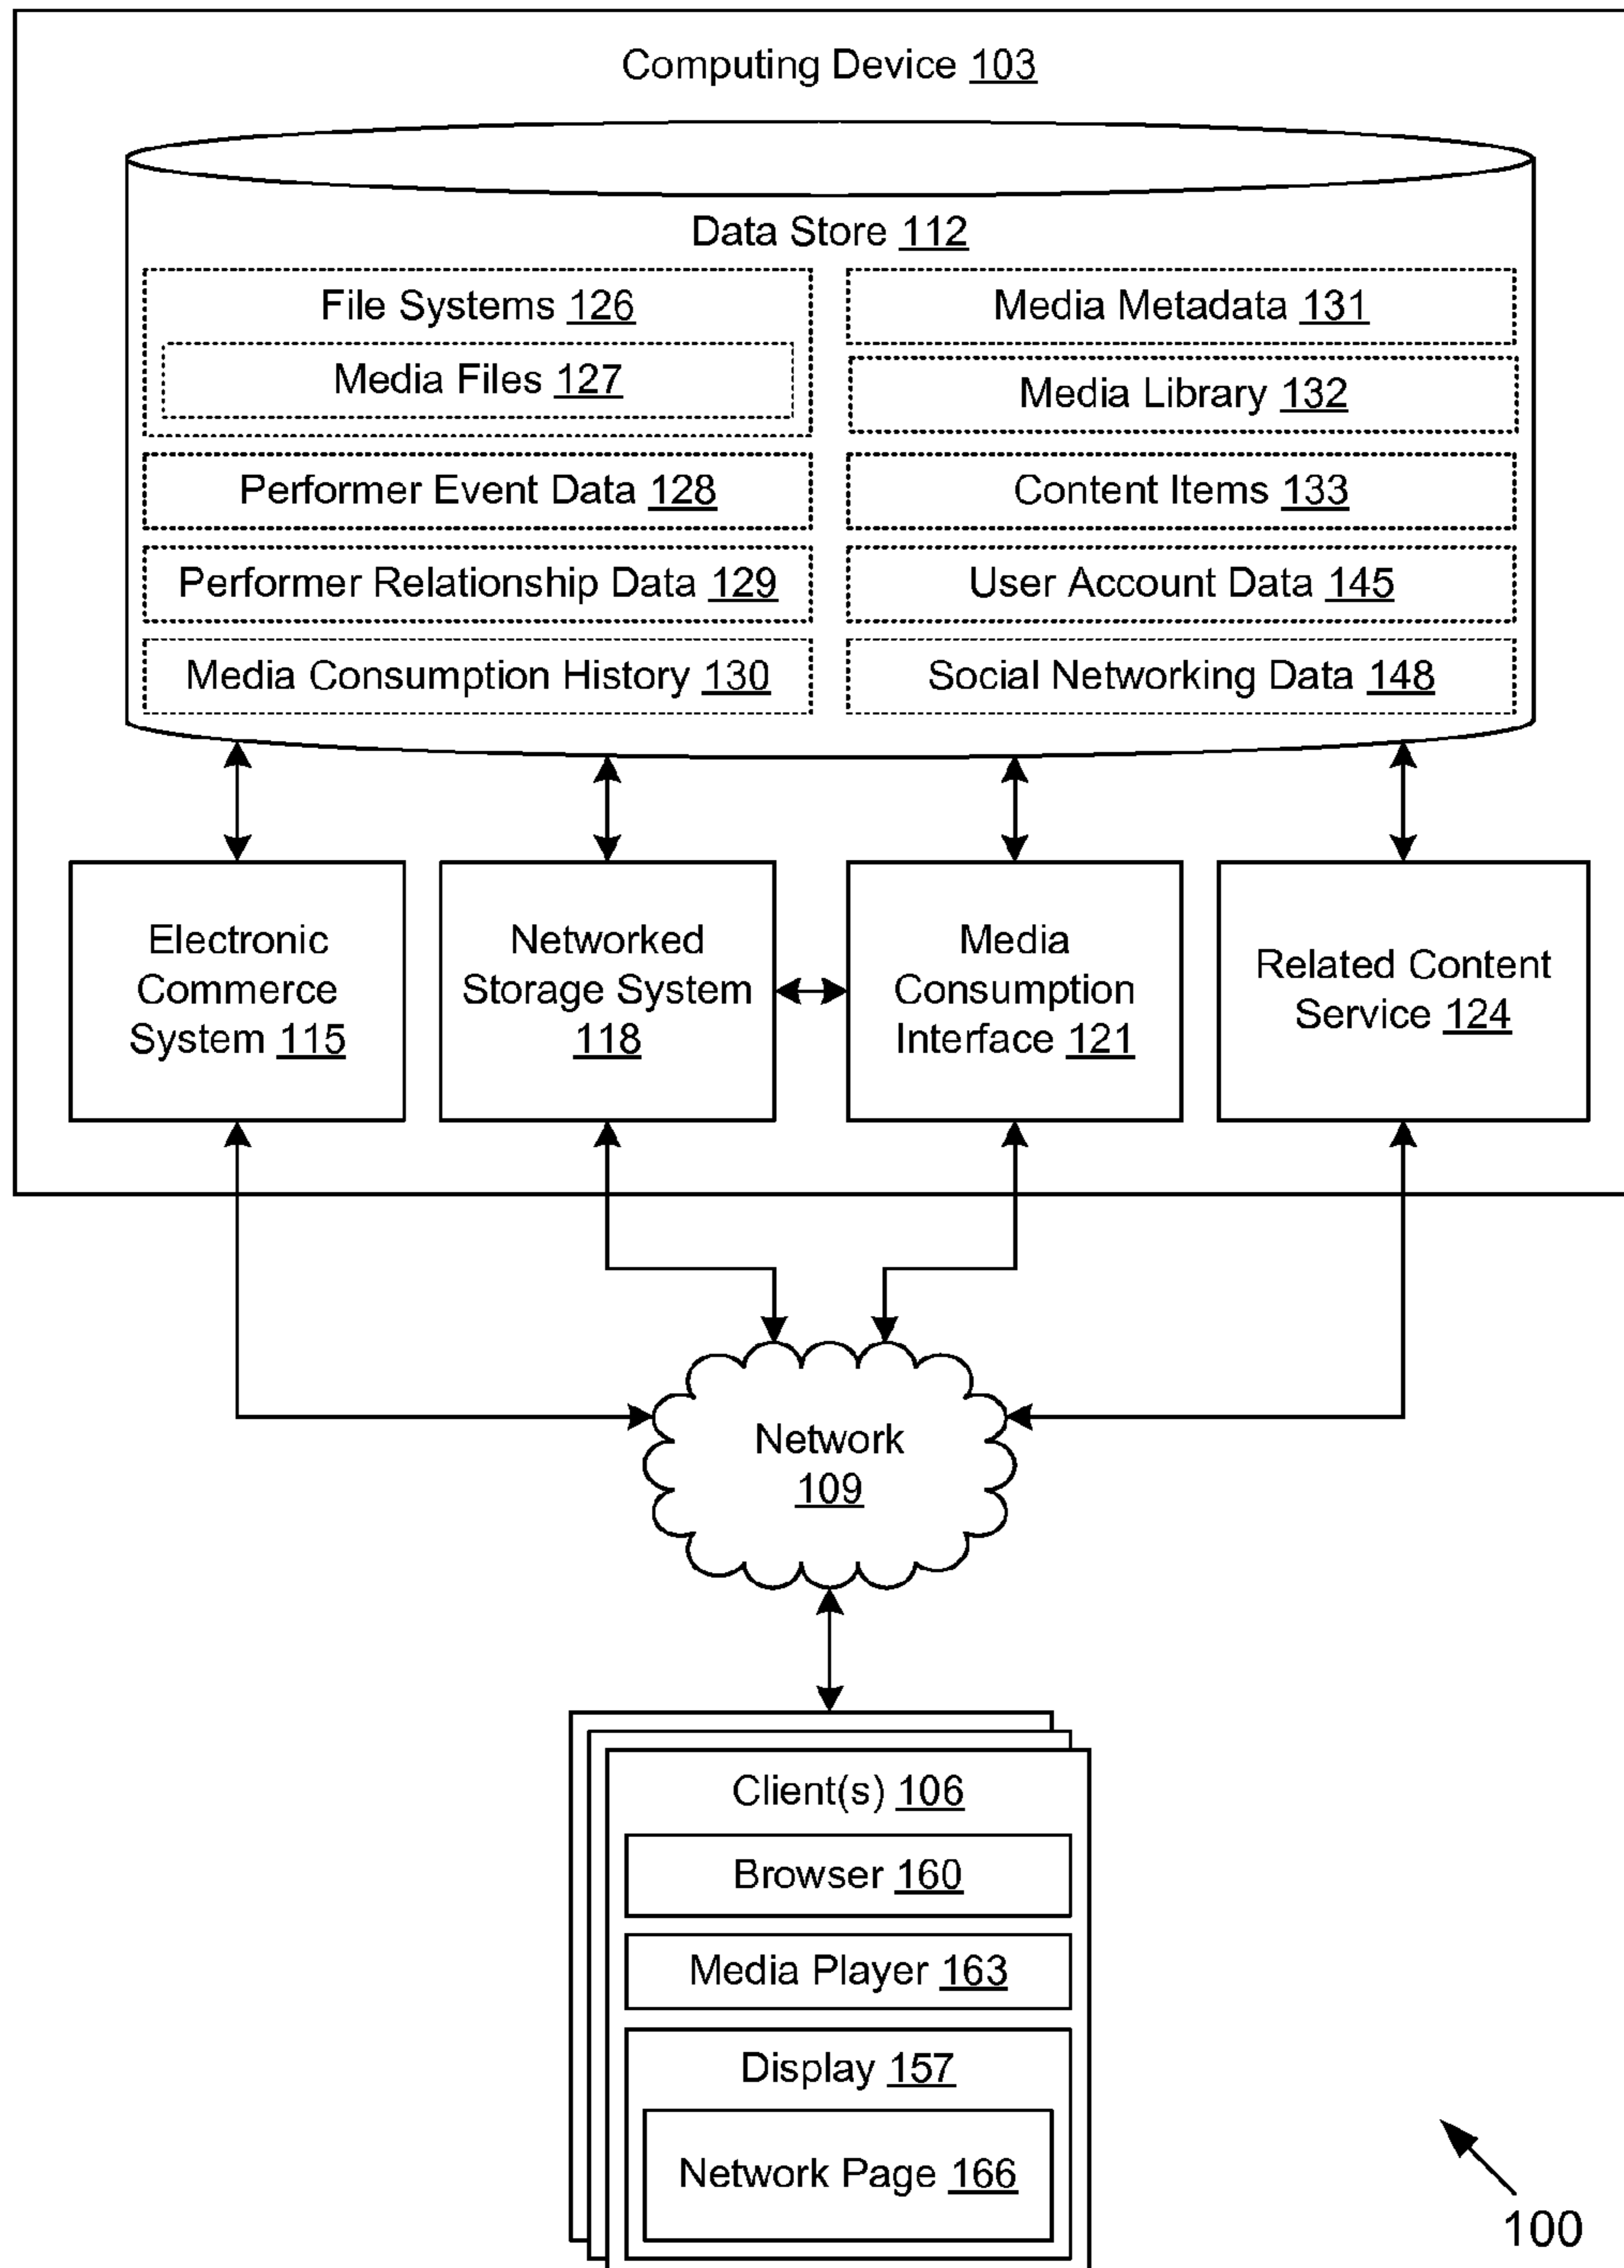 Computing Device 103
Data Store 112
File Systems 126
Media Files 127
Performer Event Data 128
Performer Relationship Data 129
Media Consumption History 130
Media Metadata 131
Media Library 132
Content Items 133
User Account Data 145
Social Networking Data 148
Electronic
Commerce
System 115
Networked
Storage System
118
Media
Consumption
Interface 121
Related Content
Service 124
Network
109
Client(s) 106
Browser 160
Media Player 163
Display 157
Network Page 166
100